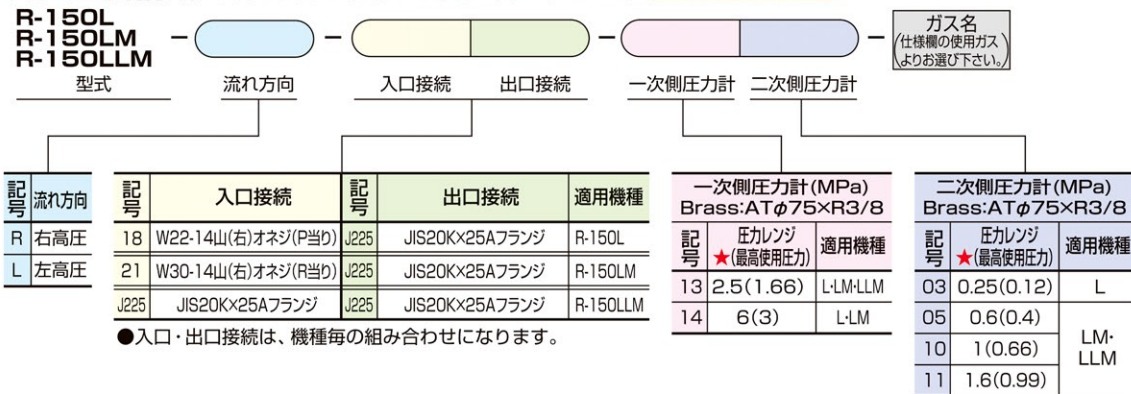 R-150L
R-150LM
R-150LLM
- - - - ガス名
(仕様欄の使用ガスよりお選び下さい。)
型式 流れ方向 入口接続 出口接続 一次側圧力計 二次側圧力計
記号 流れ方向
R 右高圧
L 左高圧
記号 入口接続 記号 出口接続 適用機種
18 W22-14山(右)オネジ(P当り) J225 JIS20K×25Aフランジ R-150L
21 W30-14山(右)オネジ(R当り) J225 JIS20K×25Aフランジ R-150LM
J225 JIS20K×25Aフランジ J225 JIS20K×25Aフランジ R-150LLM
●入口・出口接続は、機種毎の組み合わせになります。
一次側圧力計(MPa)
Brass:ATφ75×R3/8
記号 圧力レンジ ★(最高使用圧力) 適用機種
13 2.5(1.66) L・LM・LLM
14 6(3) L・LM
二次側圧力計(MPa)
Brass:ATφ75×R3/8
記号 圧力レンジ ★(最高使用圧力) 適用機種
03 0.25(0.12) L
05 0.6(0.4) LM・LLM
10 1(0.66)
11 1.6(0.99)